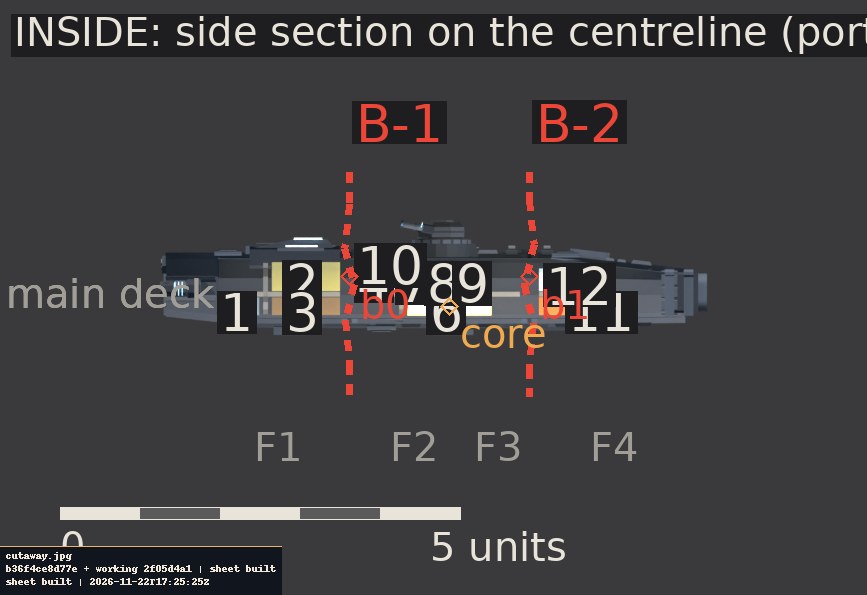 INSIDE: side section on the centreline (port
B-1 B-2
10
2 8 9 12
main deck b0 b1
1 3 6 11
core
F1 F2 F3 F4
0 5 units
cutaway.jpg
b36f4ce8d77e + working 2f05d4a1 | sheet built
sheet built | 2026-11-22T17:25:25Z